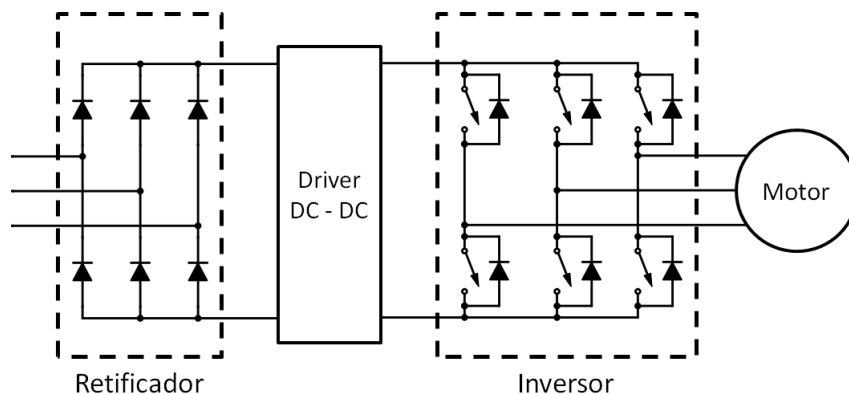 Driver
DC - DC
Motor
Retificador
Inversor